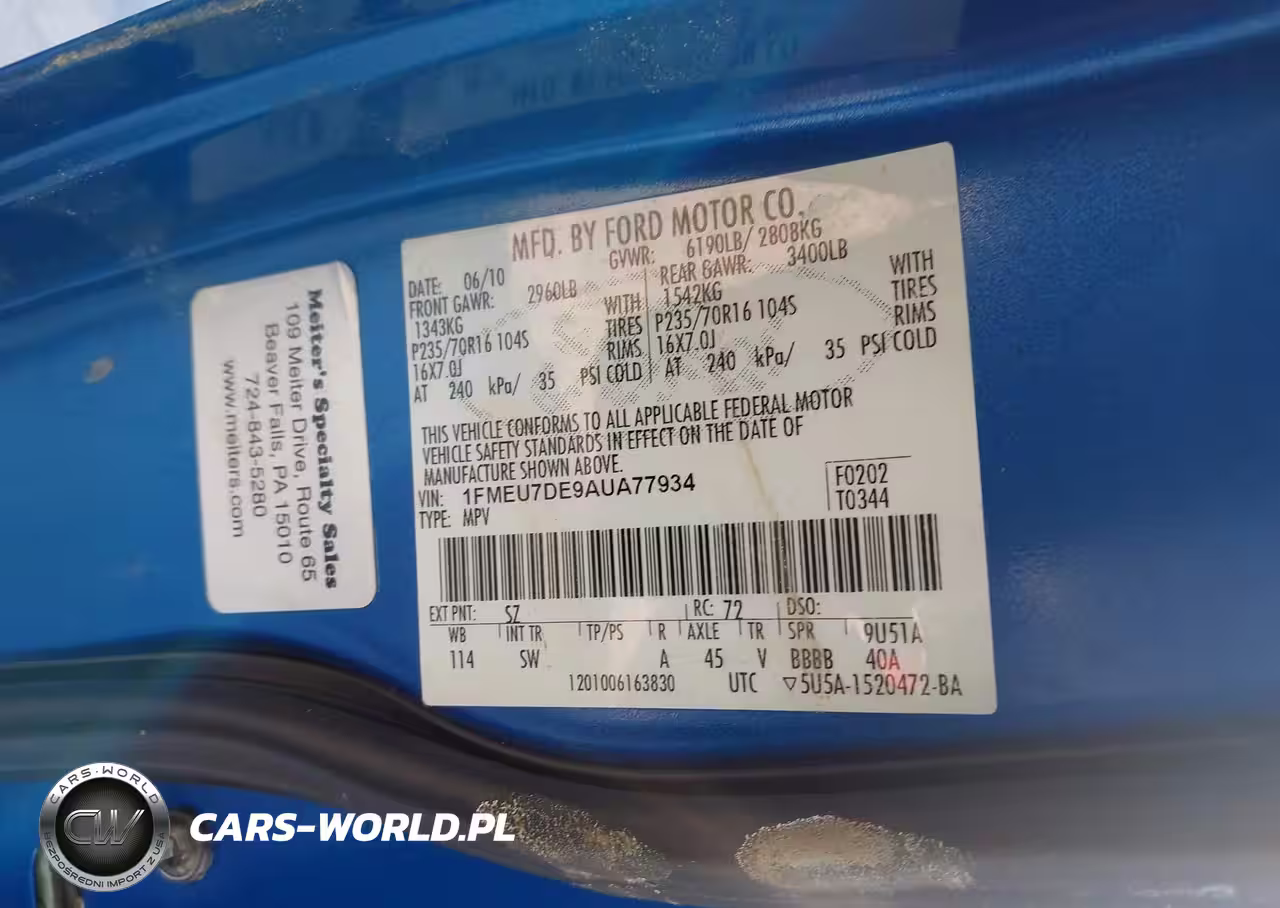 MFD. BY FORD MOTOR CO.
DATE: 06/10 GVWR: 6190LB/ 2808KG
FRONT GAWR: 2960LB REAR GAWR: 3400LB
1343KG WITH 1542KG WITH
P235/70R16 104S TIRES P235/70R16 104S TIRES
16X7.0J RIMS 16X7.0J RIMS
AT 240 kPa/ 35 PSI COLD AT 240 kPa/ 35 PSI COLD
THIS VEHICLE CONFORMS TO ALL APPLICABLE FEDERAL MOTOR
VEHICLE SAFETY STANDARDS IN EFFECT ON THE DATE OF
MANUFACTURE SHOWN ABOVE.
VIN: 1FMEU7DE9AUA77934
F0202
TYPE: MPV
T0344
EXT PNT: SZ RC: 72 DSO:
WB INT TR TP/PS R AXLE TR SPR 9U51A
114 SW A 45 V BBBB 40A
1201006163830 UTC ▽5U5A-1520472-BA
Meiter's Specialty Sales
109 Meiter Drive, Route 65
Beaver Falls, PA 15010
724-843-5280
www.meiters.com
CARS-WORLD
CW
BEZPOŚREDNI IMPORT Z USA
CARS-WORLD.PL